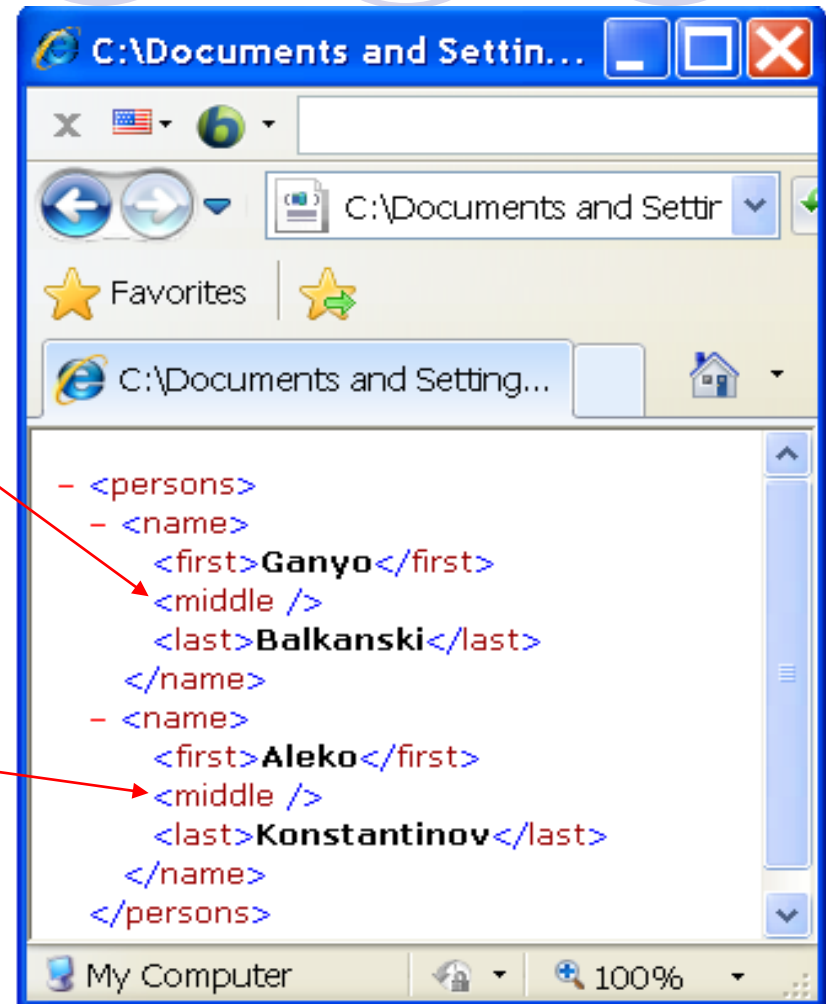 C:\Documents and Settin...
C:\Documents and Settir
Favorites
C:\Documents and Setting...
- <persons>
- <name>
<first>Ganyo</first>
<middle />
<last>Balkanski</last>
</name>
- <name>
<first>Aleko</first>
<middle />
<last>Konstantinov</last>
</name>
</persons>
My Computer
100%